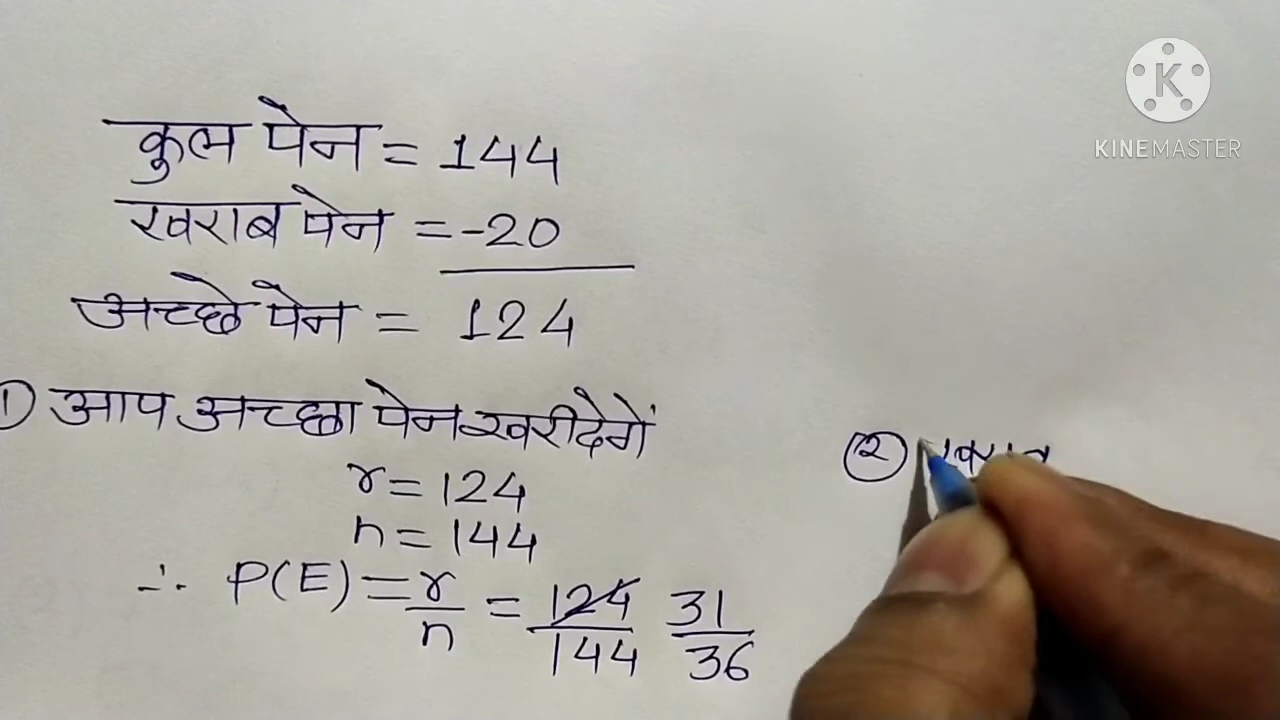 K
KINEMASTER
कुल पेन = 144
खराब पेन = -20
अच्छे पेन = 124
① आप अच्छा पेन खरीदेगें
r = 124
n = 144
∴ P(E) = r/n = 124/144 31/36
②